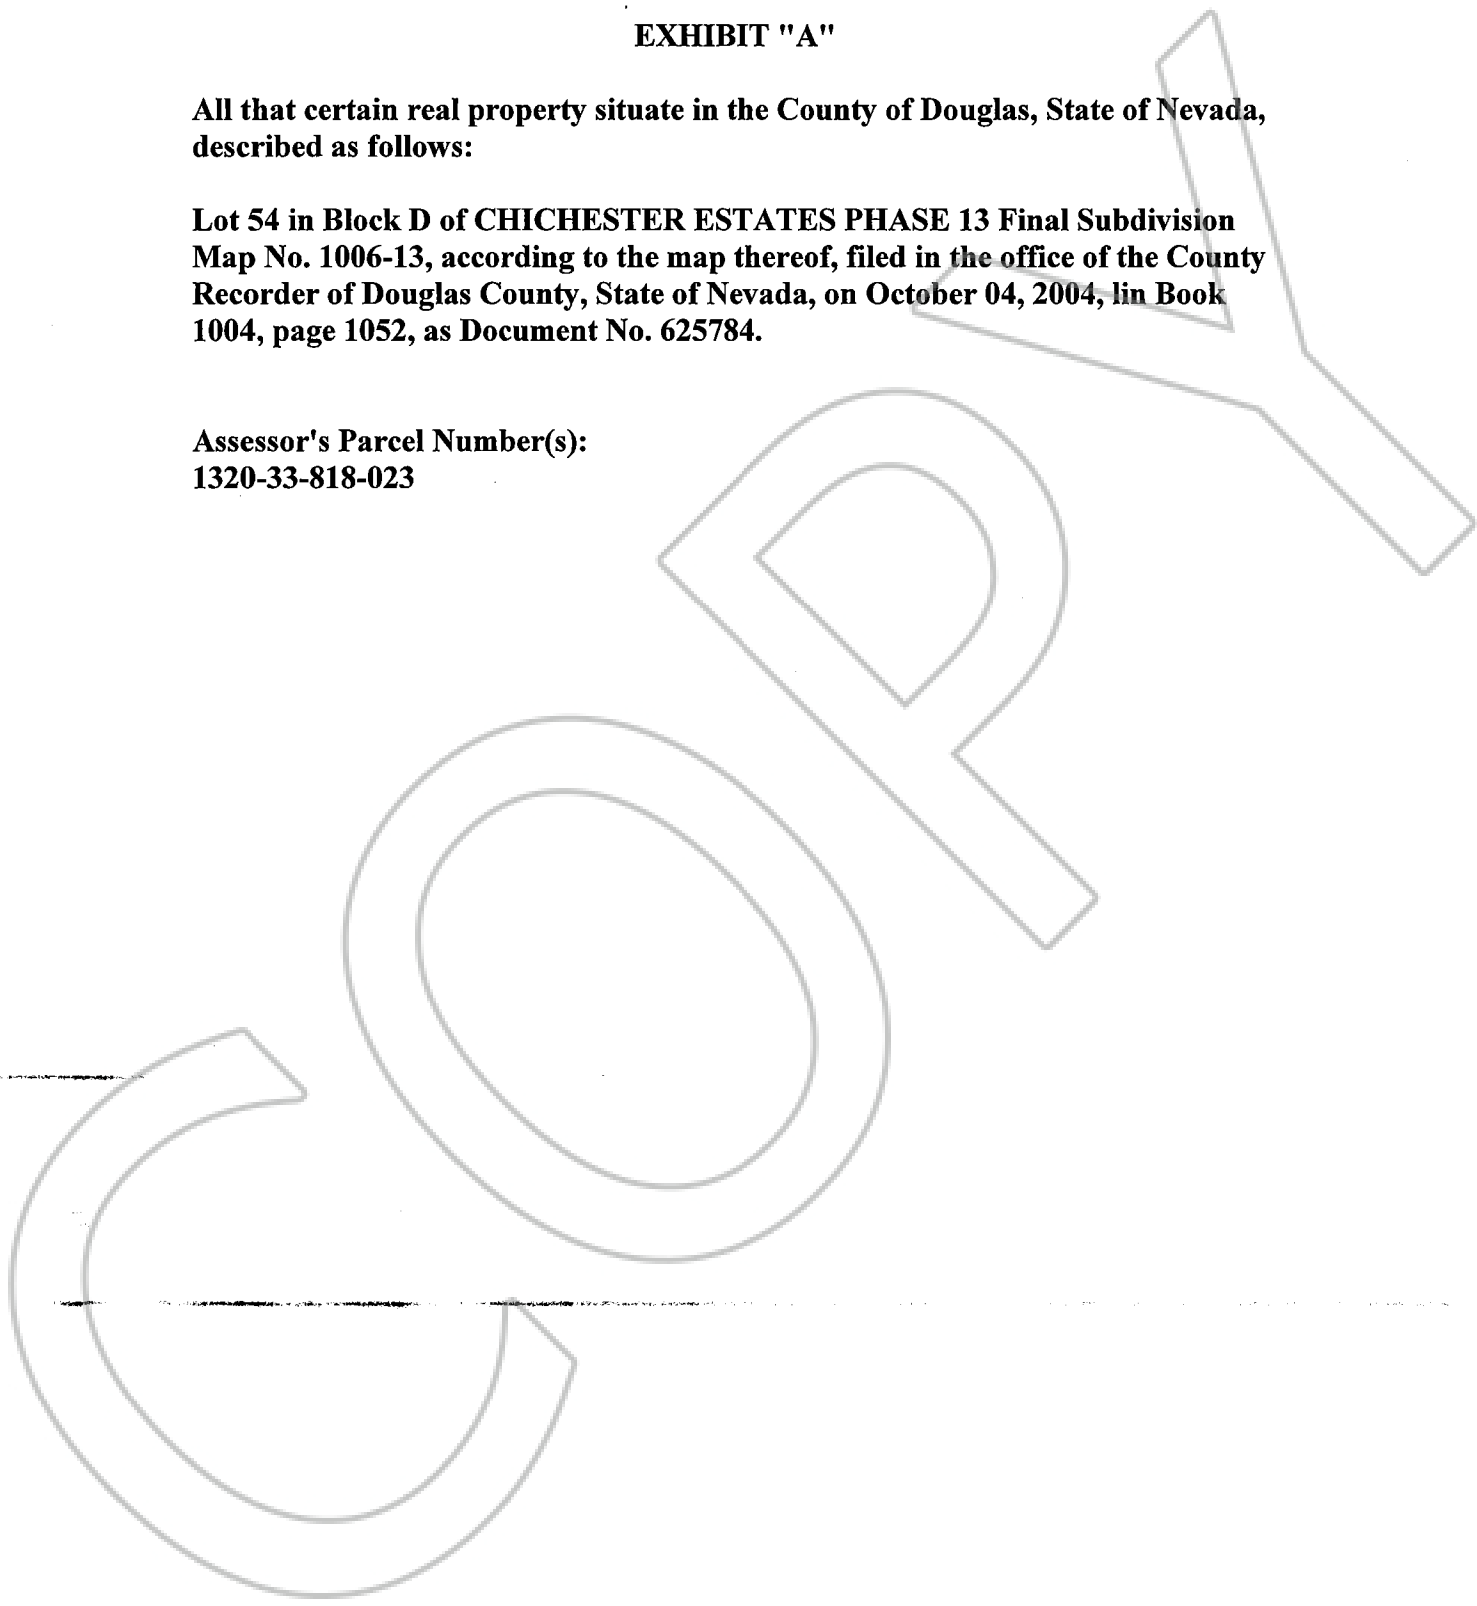 EXHIBIT "A"
All that certain real property situate in the County of Douglas, State of Nevada,
described as follows:
Lot 54 in Block D of CHICHESTER ESTATES PHASE 13 Final Subdivision
Map No. 1006-13, according to the map thereof, filed in the office of the County
Recorder of Douglas County, State of Nevada, on October 04, 2004, lin Book
1004, page 1052, as Document No. 625784.
Assessor's Parcel Number(s):
1320-33-818-023
COPY